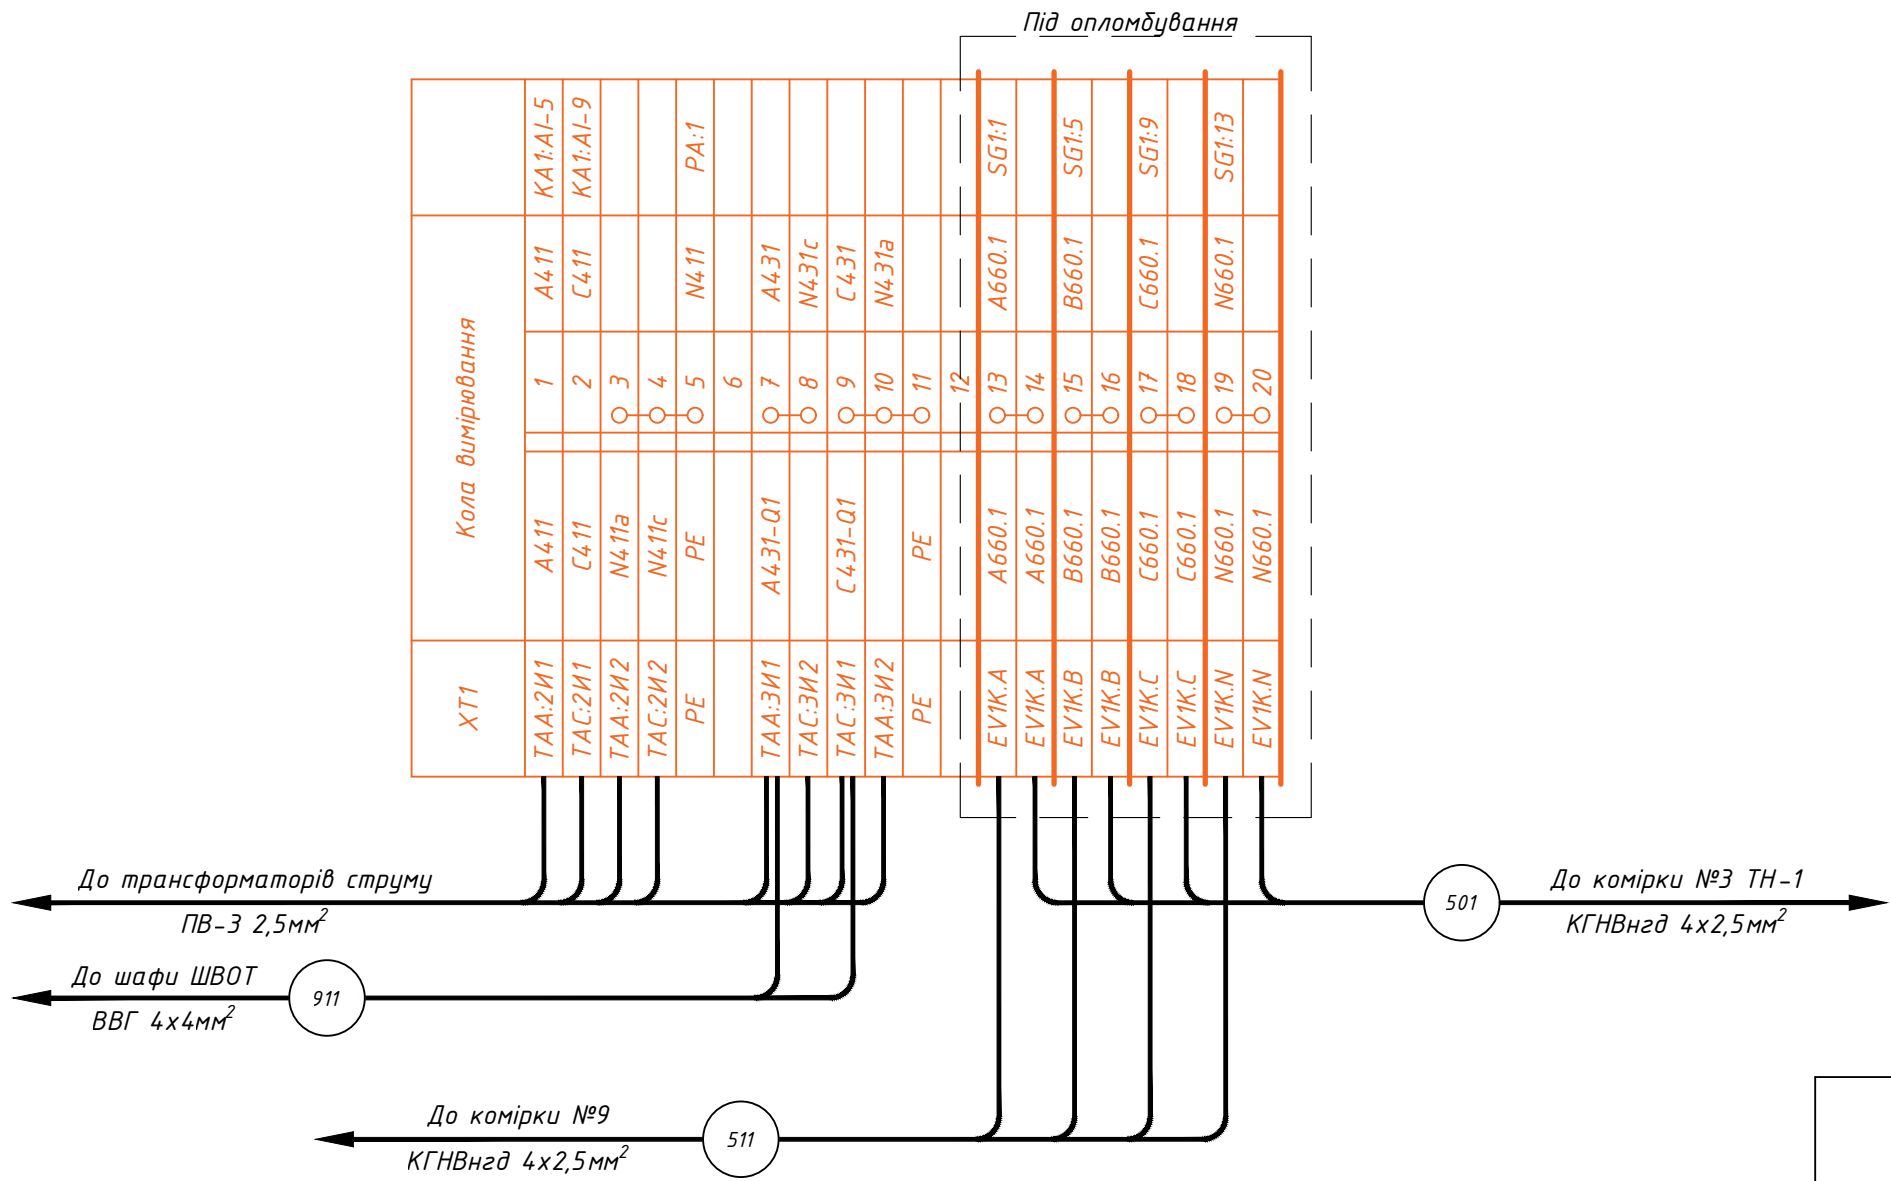 Під опломбування
KA1:AI-5
KA1:AI-9
PA:1
SG1:1
SG1:5
SG1:9
SG1:13
Кола вимірювання
A411
C411
N411
A431
N431c
C431
N431a
A660.1
B660.1
C660.1
N660.1
1
2
3
4
5
6
7
8
9
10
11
12
13
14
15
16
17
18
19
20
A411
C411
N411a
N411c
PE
A431-Q1
C431-Q1
PE
A660.1
A660.1
B660.1
B660.1
C660.1
C660.1
N660.1
N660.1
XT1
TAA:2И1
TAC:2И1
TAA:2И2
TAC:2И2
PE
TAA:3И1
TAC:3И2
TAC:3И1
TAA:3И2
PE
EV1K.A
EV1K.A
EV1K.B
EV1K.B
EV1K.C
EV1K.C
EV1K.N
EV1K.N
До трансформаторів струму
ПВ-3 2,5мм²
501
До комірки №3 ТН-1
КГНВнгд 4x2,5мм²
До шафи ШВОТ
911
ВВГ 4x4мм²
До комірки №9
511
КГНВнгд 4x2,5мм²